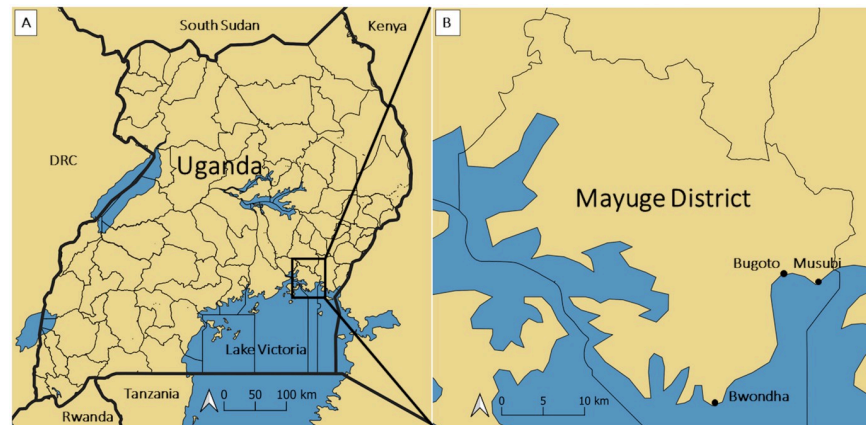 A
South Sudan
Kenya
DRC
Uganda
Lake Victoria
Tanzania
Rwanda
0 50 100 km
B
Mayuge District
Bugoto Musubi
Bwondha
0 5 10 km